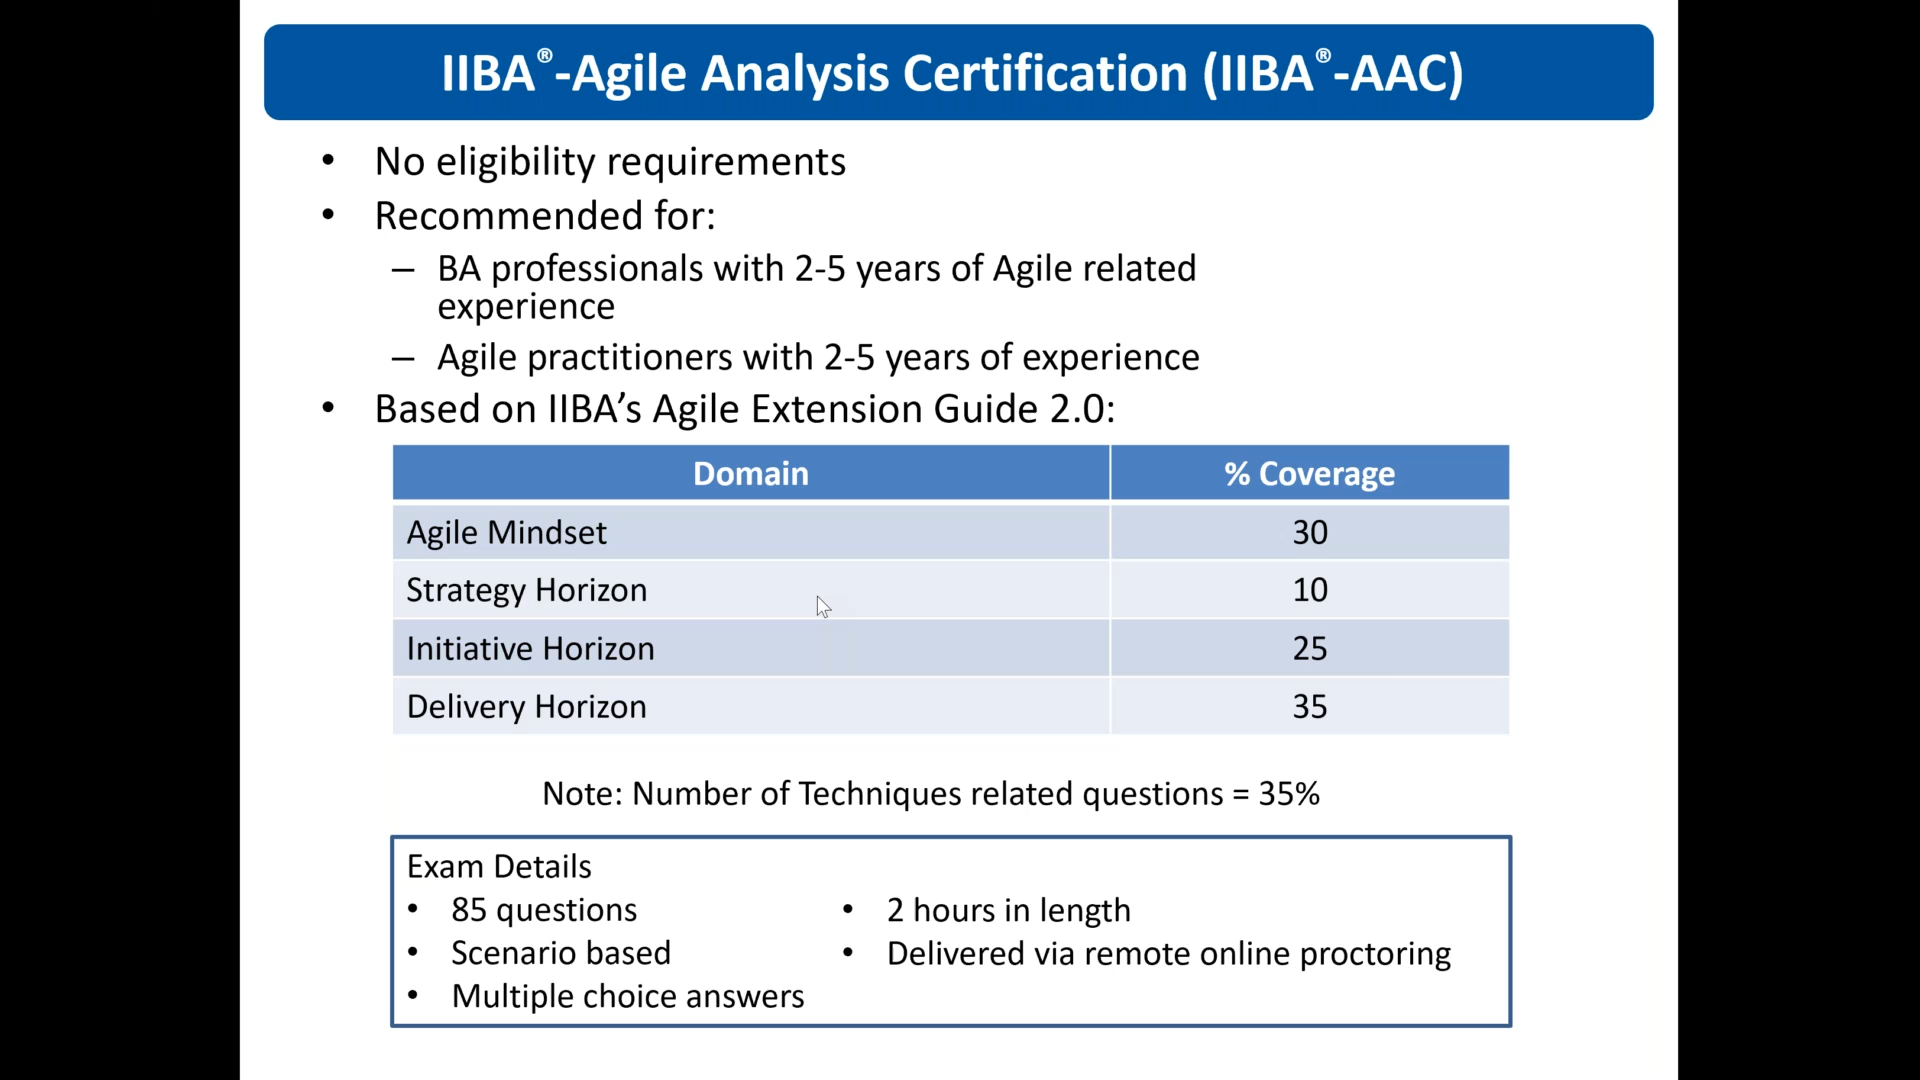 IIBA®-Agile Analysis Certification (IIBA®-AAC)
• No eligibility requirements
• Recommended for:
– BA professionals with 2-5 years of Agile related
experience
– Agile practitioners with 2-5 years of experience
• Based on IIBA’s Agile Extension Guide 2.0:
Domain % Coverage
Agile Mindset 30
Strategy Horizon 10
Initiative Horizon 25
Delivery Horizon 35
Note: Number of Techniques related questions = 35%
Exam Details
• 85 questions
• Scenario based
• Multiple choice answers
• 2 hours in length
• Delivered via remote online proctoring